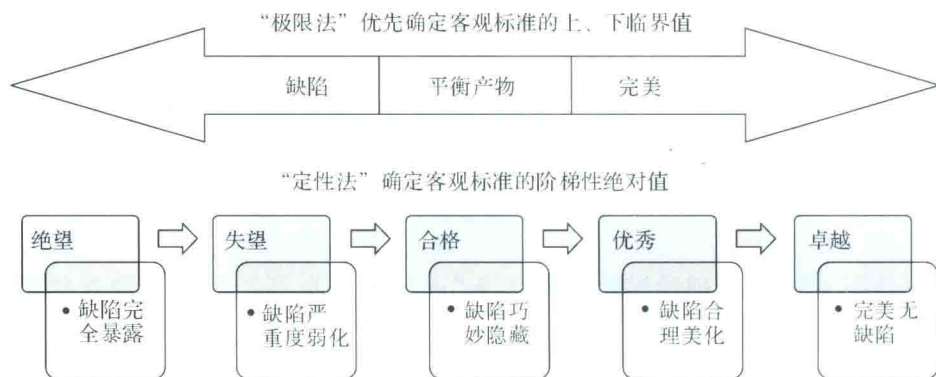 “极限法”优先确定客观标准的上、下临界值
缺陷 平衡产物 完美
“定性法”确定客观标准的阶梯性绝对值
绝望 失望 合格 优秀 卓越
• 缺陷完 • 缺陷严 • 缺陷巧 • 缺陷合 • 完美无
全暴露 重度弱化 妙隐藏 理美化 缺陷